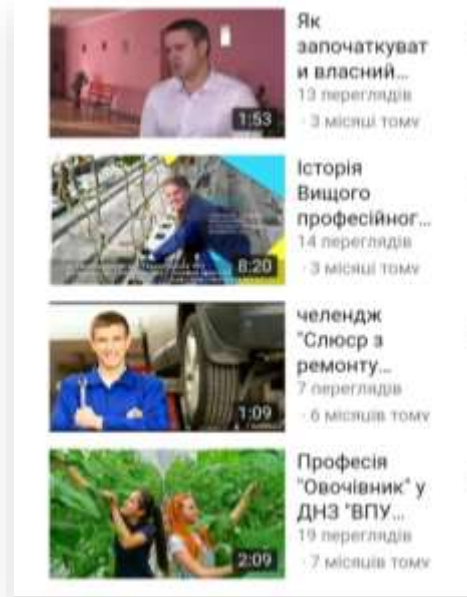 Як
започаткуват
и власний...
13 переглядів
· 3 місяці тому
1:53
Історія
Вищого
професійног...
14 переглядів
· 3 місяці тому
8:20
челендж
"Слюср з
ремонту...
7 переглядів
· 6 місяців тому
1:09
Професія
"Овочівник" у
ДНЗ "ВПУ...
19 переглядів
· 7 місяців тому
2:09